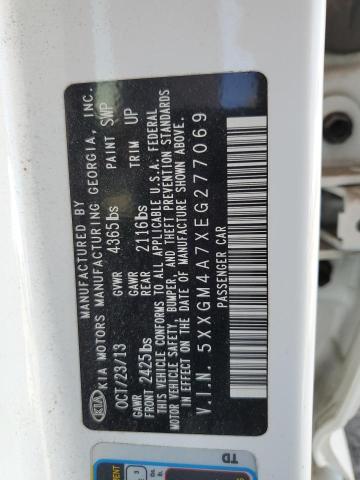 KIA
MANUFACTURED BY
KIA MOTORS MANUFACTURING GEORGIA, INC.
OCT/23/13 GVWR 4365lbs PAINT SWP
GAWR FRONT 2425lbs GAWR REAR 2116lbs TRIM UP
THIS VEHICLE CONFORMS TO ALL APPLICABLE U.S.A. FEDERAL
MOTOR VEHICLE SAFETY, BUMPER, AND THEFT PREVENTION STANDARDS
IN EFFECT ON THE DATE OF MANUFACTURE SHOWN ABOVE.
V.I.N. 5XXGM4A7XEG277069
PASSENGER CAR
TD